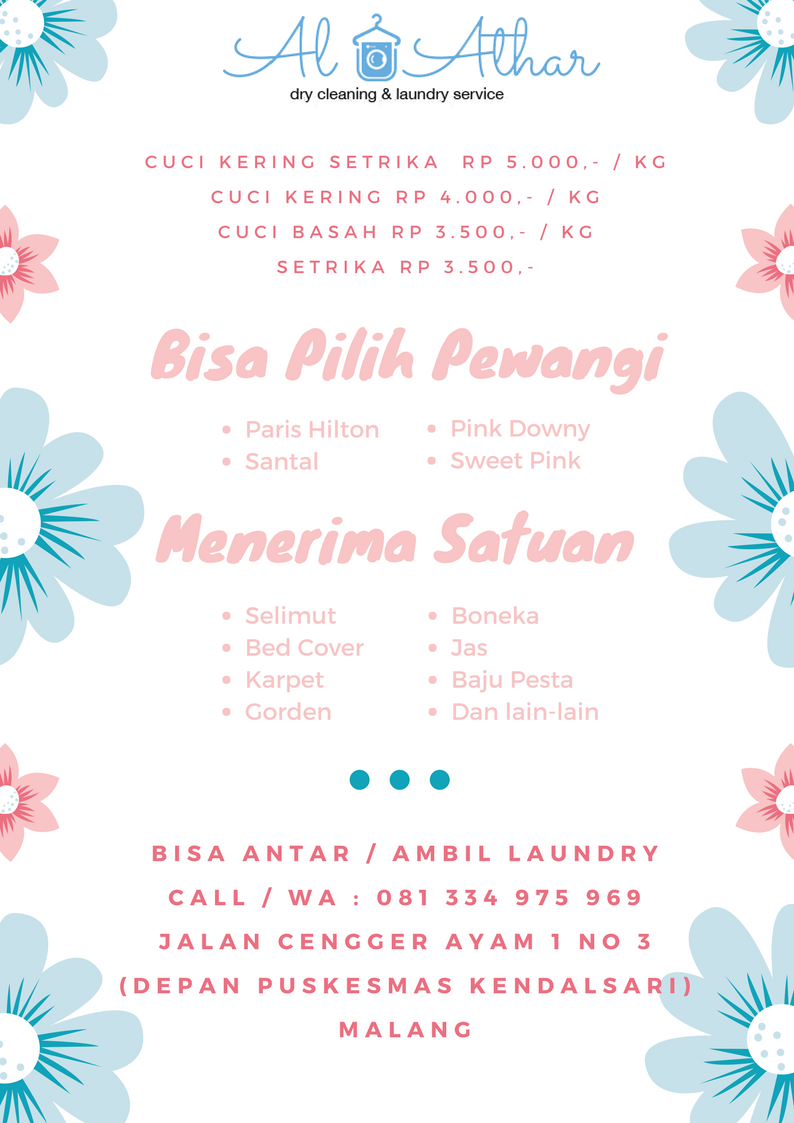 Al Athar
dry cleaning & laundry service
CUCI KERING SETRIKA RP 5.000,- / KG
CUCI KERING RP 4.000,- / KG
CUCI BASAH RP 3.500,- / KG
SETRIKA RP 3.500,-
Bisa Pilih Pewangi
• Paris Hilton
• Santal
• Pink Downy
• Sweet Pink
Menerima Satuan
• Selimut
• Bed Cover
• Karpet
• Gorden
• Boneka
• Jas
• Baju Pesta
• Dan lain-lain
BISA ANTAR / AMBIL LAUNDRY
CALL / WA : 081 334 975 969
JALAN CENGGER AYAM 1 NO 3
(DEPAN PUSKESMAS KENDALSARI)
MALANG